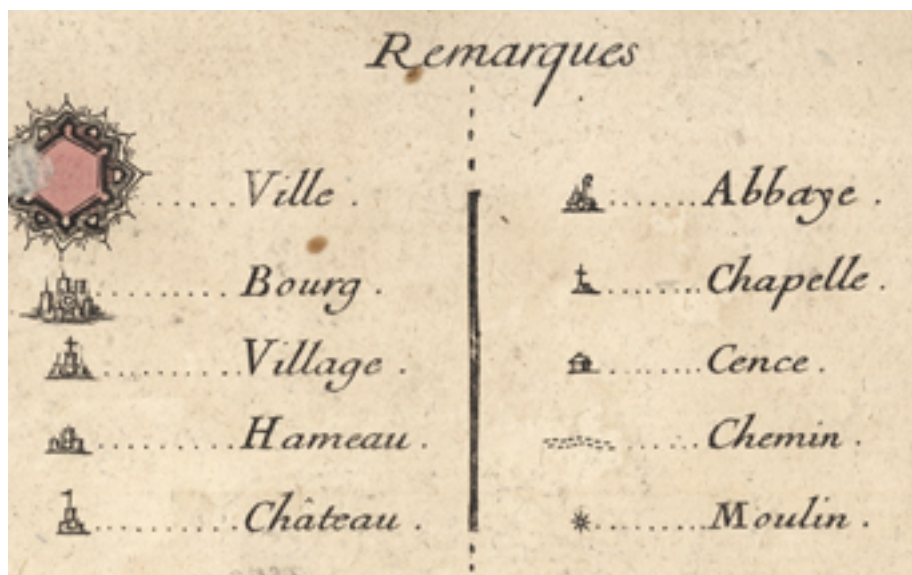 Remarques
Ville .
Bourg .
Village .
Hameau .
Château .
Abbaye .
Chapelle .
Cence .
Chemin .
Moulin .